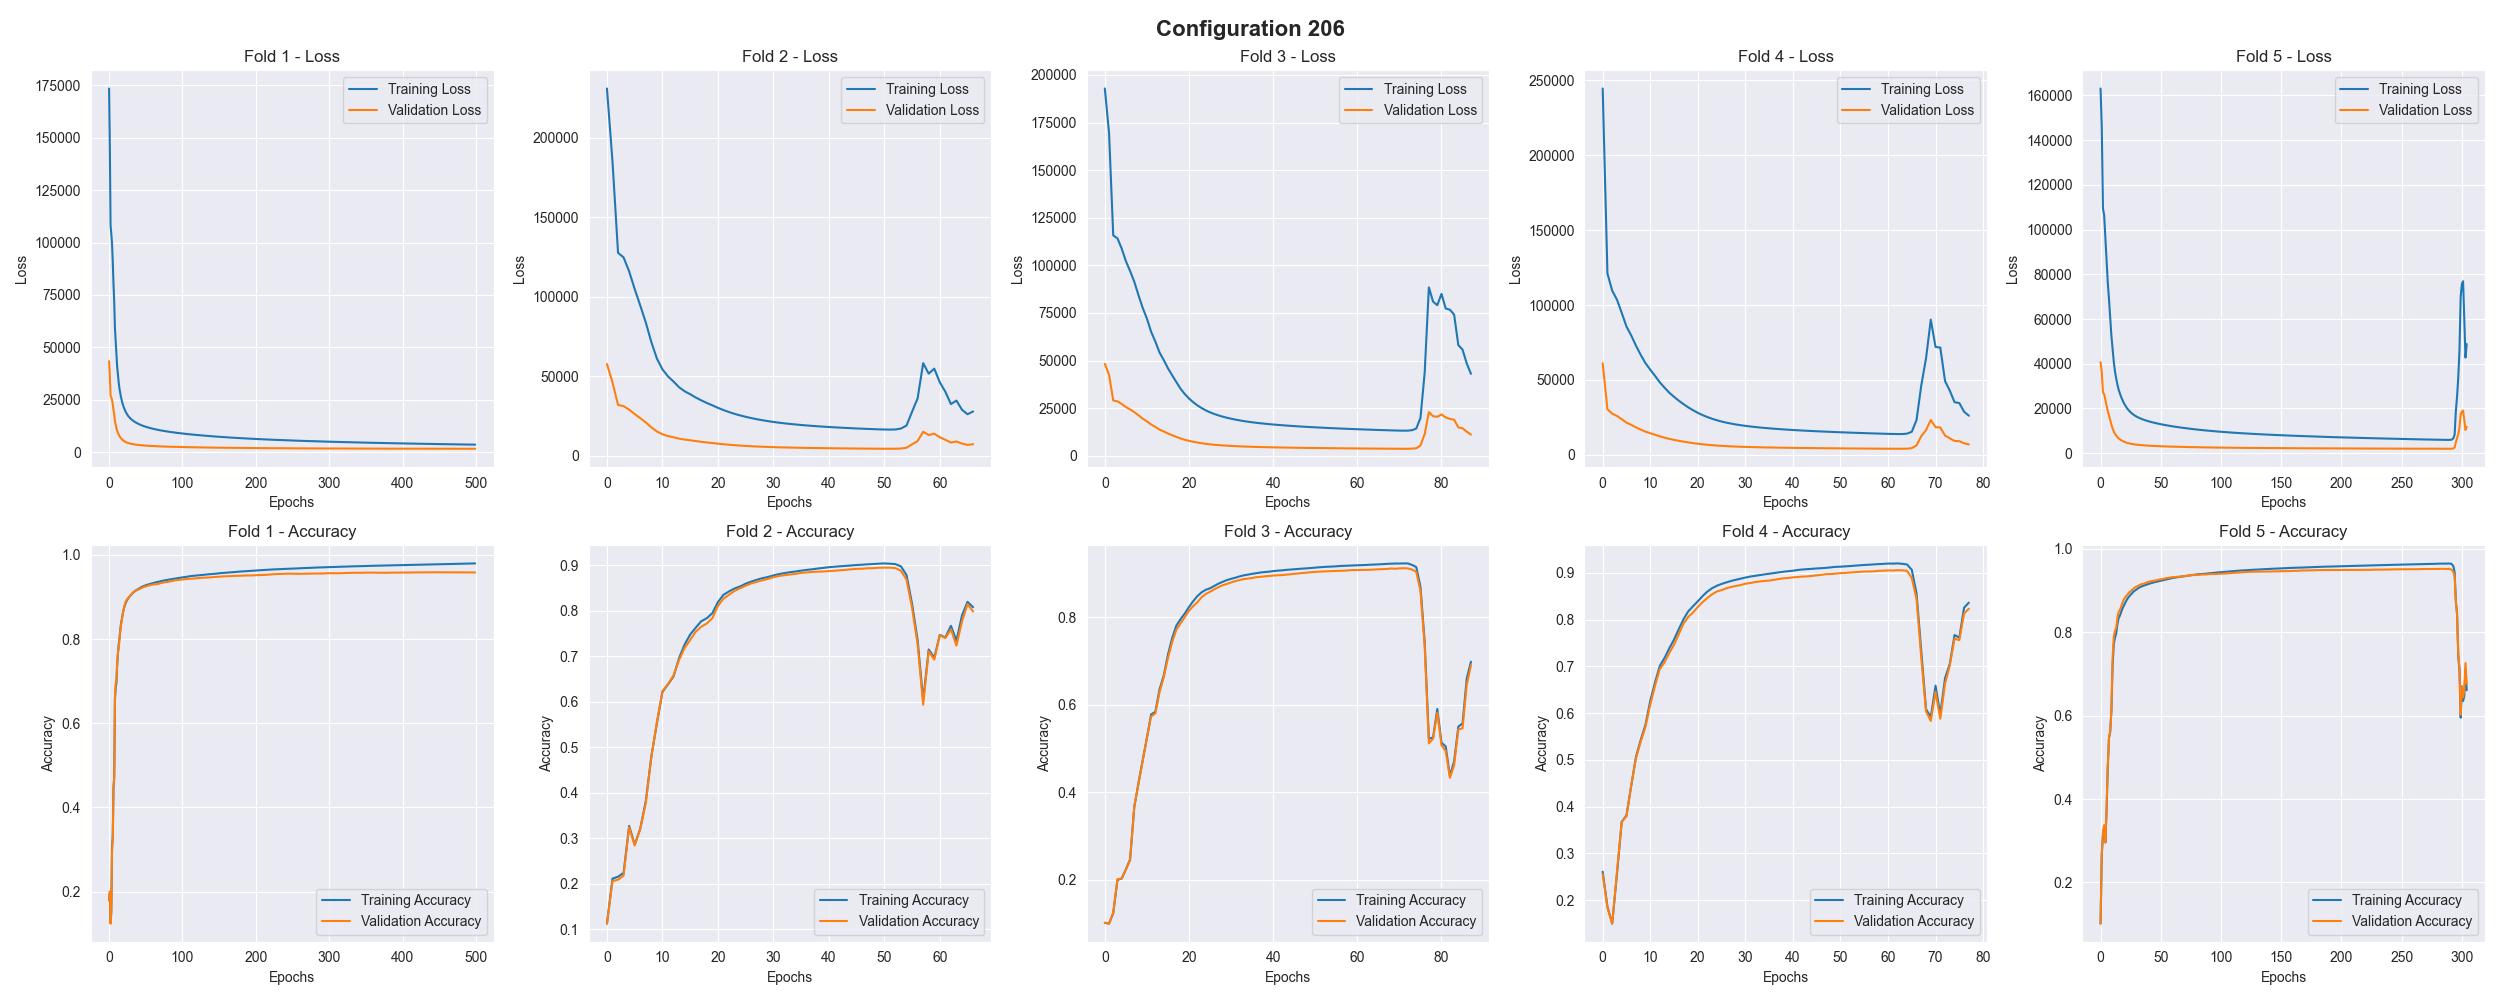 Configuration 206
Fold 1 - Loss
Loss
175000
150000
125000
100000
75000
50000
25000
0
Training Loss
Validation Loss
0 100 200 300 400 500
Epochs
Fold 2 - Loss
Loss
200000
150000
100000
50000
0
Training Loss
Validation Loss
0 10 20 30 40 50 60
Epochs
Fold 3 - Loss
Loss
200000
175000
150000
125000
100000
75000
50000
25000
0
Training Loss
Validation Loss
0 20 40 60 80
Epochs
Fold 4 - Loss
Loss
250000
200000
150000
100000
50000
0
Training Loss
Validation Loss
0 10 20 30 40 50 60 70 80
Epochs
Fold 5 - Loss
Loss
160000
140000
120000
100000
80000
60000
40000
20000
0
Training Loss
Validation Loss
0 50 100 150 200 250 300
Epochs
Fold 1 - Accuracy
Accuracy
1.0
0.8
0.6
0.4
0.2
Training Accuracy
Validation Accuracy
0 100 200 300 400 500
Epochs
Fold 2 - Accuracy
Accuracy
0.9
0.8
0.7
0.6
0.5
0.4
0.3
0.2
0.1
Training Accuracy
Validation Accuracy
0 10 20 30 40 50 60
Epochs
Fold 3 - Accuracy
Accuracy
0.8
0.6
0.4
0.2
Training Accuracy
Validation Accuracy
0 20 40 60 80
Epochs
Fold 4 - Accuracy
Accuracy
0.9
0.8
0.7
0.6
0.5
0.4
0.3
0.2
Training Accuracy
Validation Accuracy
0 10 20 30 40 50 60 70 80
Epochs
Fold 5 - Accuracy
Accuracy
1.0
0.8
0.6
0.4
0.2
Training Accuracy
Validation Accuracy
0 50 100 150 200 250 300
Epochs